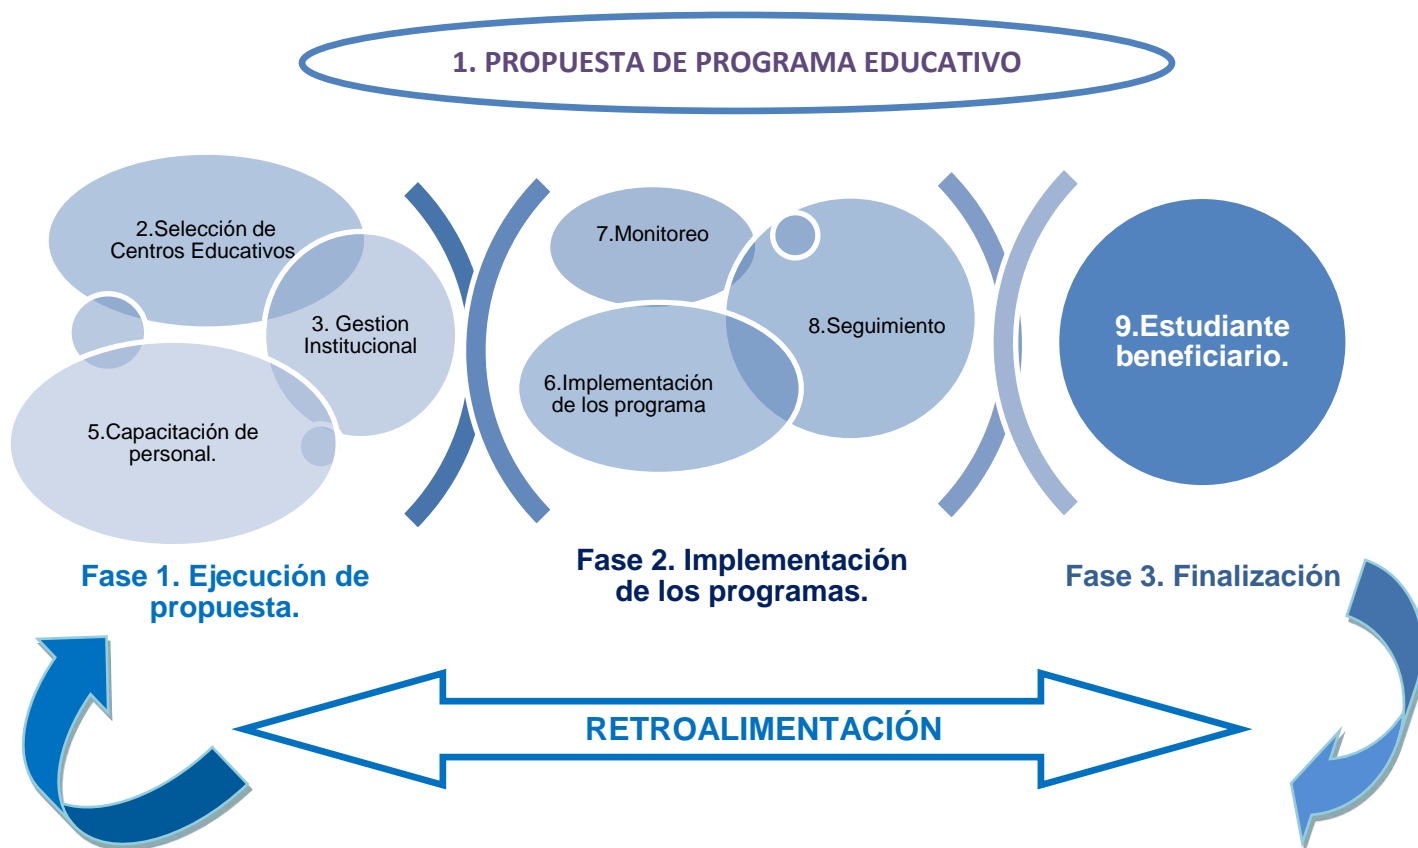 1. PROPUESTA DE PROGRAMA EDUCATIVO
2.Selección de
Centros Educativos
3. Gestion
Institucional
5.Capacitación de
personal.
7.Monitoreo
8.Seguimiento
6.Implementación
de los programa
9.Estudiante
beneficiario.
Fase 1. Ejecución de
propuesta.
Fase 2. Implementación
de los programas.
Fase 3. Finalización
RETROALIMENTACIÓN